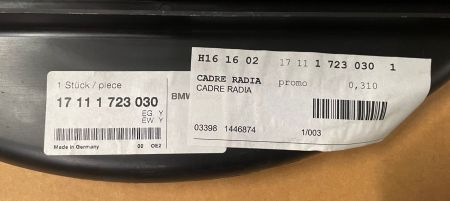 1 Stück / piece
17 11 1 723 030
EG Y
EW Y
Made in Germany 00 OE2
BMW
H16 16 02 17 11 1 723 030 1
CADRE RADIA promo 0,310
CADRE RADIA
03398 1446874 1/003